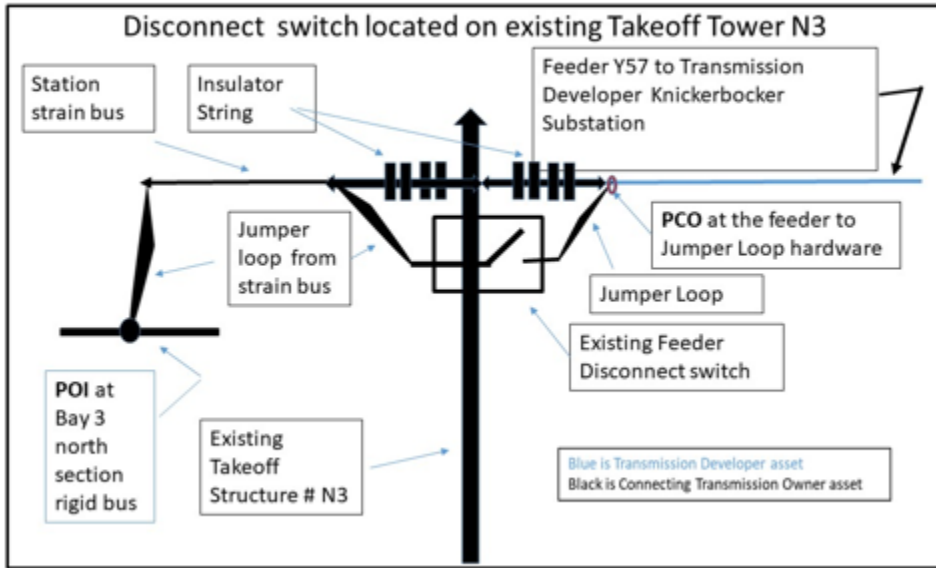 Disconnect switch located on existing Takeoff Tower N3
Station
strain bus
Insulator
String
Feeder Y57 to Transmission
Developer Knickerbocker
Substation
Jumper
loop from
strain bus
PCO at the feeder to
Jumper Loop hardware
Jumper Loop
Existing Feeder
Disconnect switch
POI at
Bay 3
north
section
rigid bus
Existing
Takeoff
Structure # N3
Blue is Transmission Developer asset
Black is Connecting Transmission Owner asset